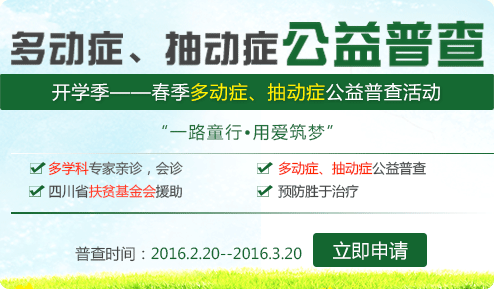 多动症、抽动症公益普查
开学季——春季多动症、抽动症公益普查活动
“一路童行•用爱筑梦”
多学科专家亲诊，会诊 多动症、抽动症公益普查
四川省扶贫基金会援助 预防胜于治疗
普查时间：2016.2.20--2016.3.20 立即申请